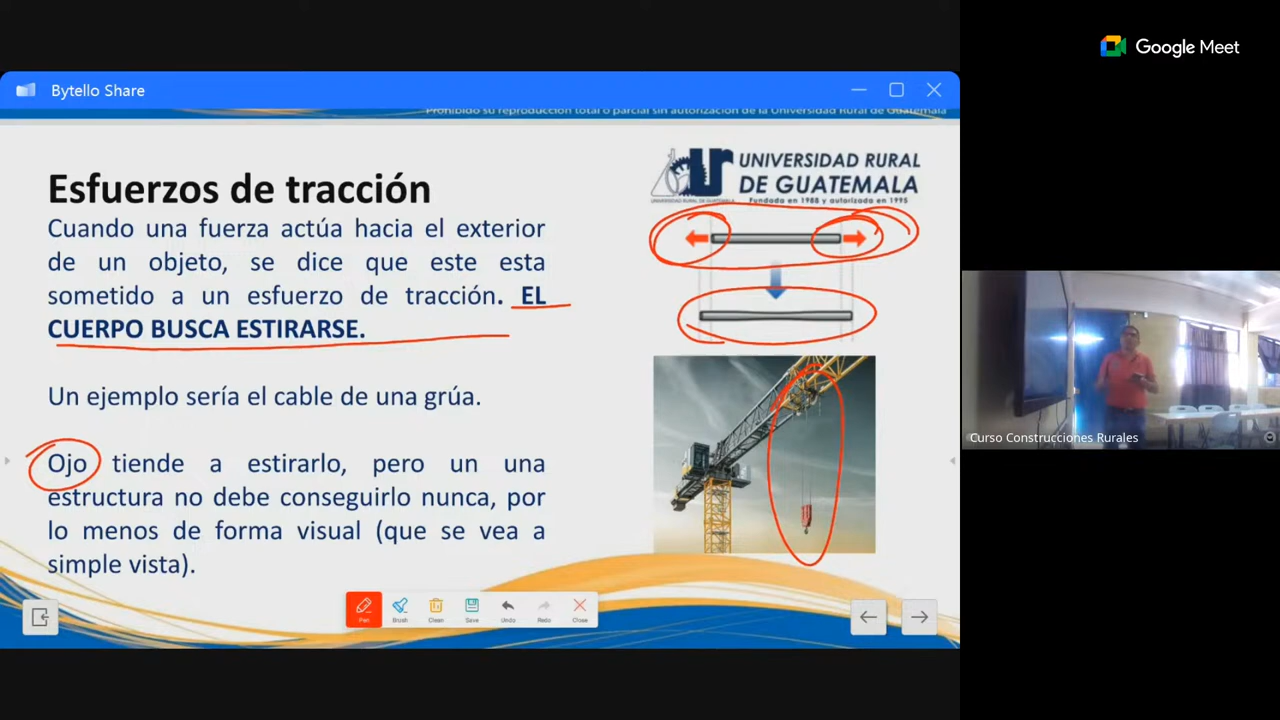 Google Meet
Bytello Share
Prohibido su reproducción total o parcial sin autorización de la Universidad Rural de Guatemala
UNIVERSIDAD RURAL
DE GUATEMALA
UNIVERSIDAD RURAL DE GUATEMALA
Fundada en 1988 y autorizada en 1995
Esfuerzos de tracción
Cuando una fuerza actúa hacia el exterior
de un objeto, se dice que este esta
sometido a un esfuerzo de tracción. EL
CUERPO BUSCA ESTIRARSE.
Un ejemplo sería el cable de una grúa.
Ojo tiende a estirarlo, pero un una
estructura no debe conseguirlo nunca, por
lo menos de forma visual (que se vea a
simple vista).
Pen Brush Clean Save Undo Redo Close
Curso Construcciones Rurales